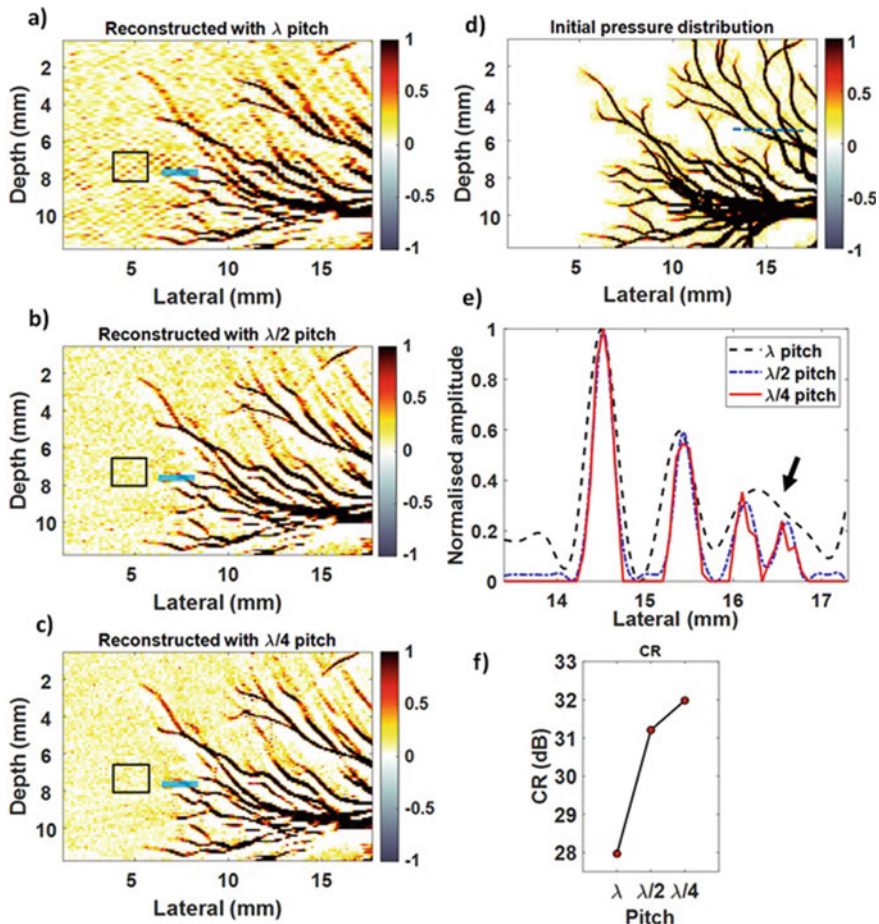 a)
Reconstructed with λ pitch
Depth (mm)
2
4
6
8
10
5
10
15
Lateral (mm)
1
0.5
0
-0.5
-1
b)
Reconstructed with λ/2 pitch
Depth (mm)
2
4
6
8
10
5
10
15
Lateral (mm)
1
0.5
0
-0.5
-1
c)
Reconstructed with λ/4 pitch
Depth (mm)
2
4
6
8
10
5
10
15
Lateral (mm)
1
0.5
0
-0.5
-1
d)
Initial pressure distribution
Depth (mm)
2
4
6
8
10
5
10
15
Lateral (mm)
1
0.5
0
-0.5
-1
e)
Normalised amplitude
1
0.8
0.6
0.4
0.2
0
14
15
16
17
Lateral (mm)
λ pitch
λ/2 pitch
λ/4 pitch
f)
CR
CR (dB)
33
32
31
30
29
28
λ λ/2 λ/4
Pitch